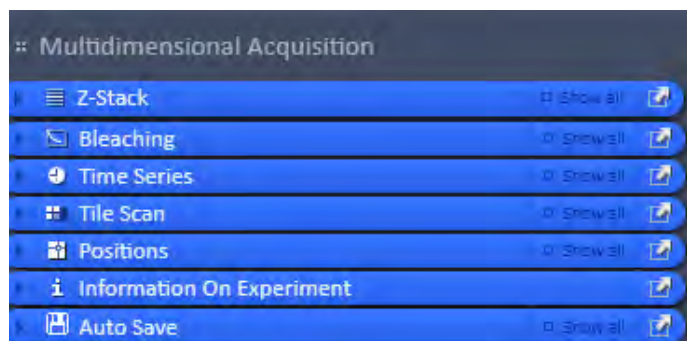 Multidimensional Acquisition
Z-Stack Show all
Bleaching Show all
Time Series Show all
Tile Scan Show all
Positions Show all
Information On Experiment
Auto Save Show all